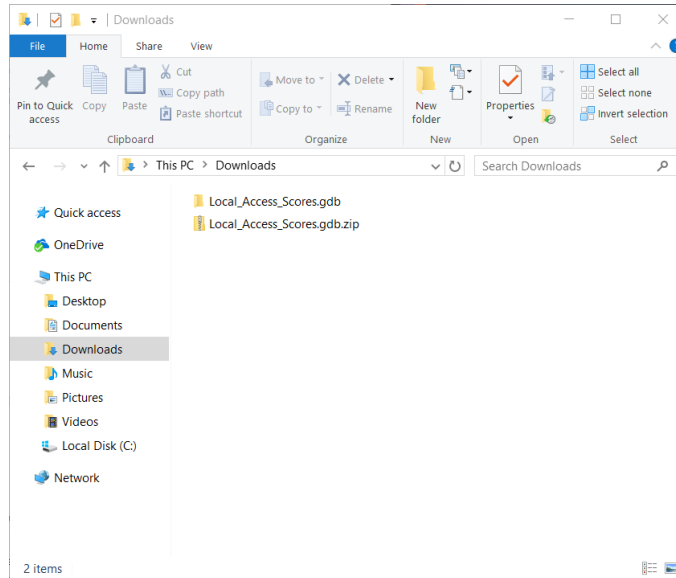 Downloads
File Home Share View
Pin to Quick access
Copy
Paste
Cut
Copy path
Paste shortcut
Clipboard
Move to
Copy to
Delete
Rename
Organize
New folder
New
Properties
Open
Select all
Select none
Invert selection
Select
This PC > Downloads
Search Downloads
Quick access
OneDrive
This PC
Desktop
Documents
Downloads
Music
Pictures
Videos
Local Disk (C:)
Network
Local_Access_Scores.gdb
Local_Access_Scores.gdb.zip
2 items